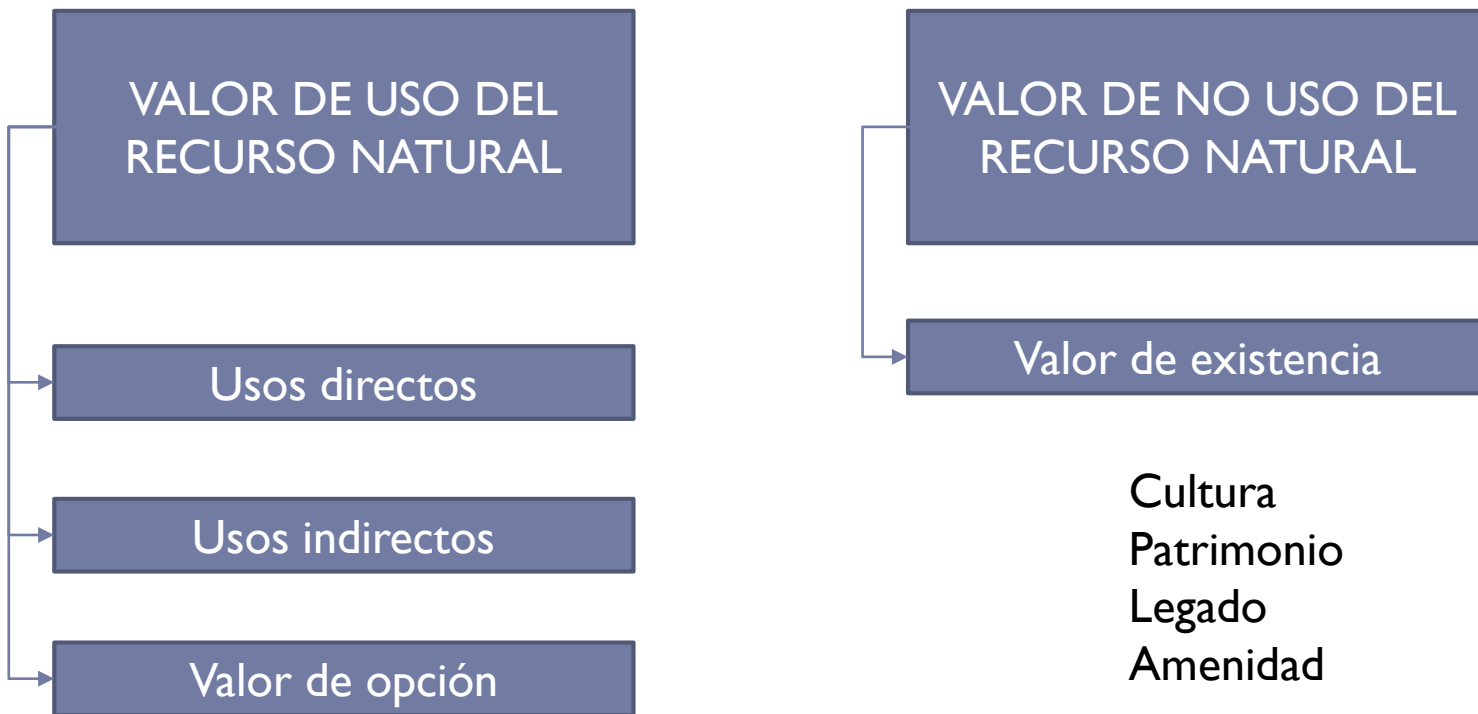 VALOR DE USO DEL
RECURSO NATURAL
Usos directos
Usos indirectos
Valor de opción
VALOR DE NO USO DEL
RECURSO NATURAL
Valor de existencia
Cultura
Patrimonio
Legado
Amenidad